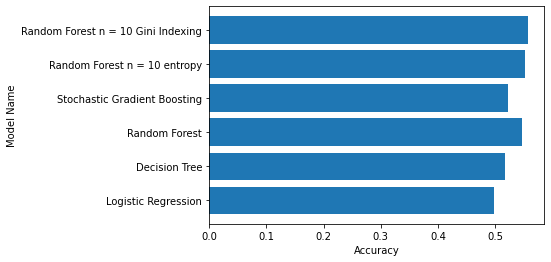 Model Name
Random Forest n = 10 Gini Indexing
Random Forest n = 10 entropy
Stochastic Gradient Boosting
Random Forest
Decision Tree
Logistic Regression
0.0 0.1 0.2 0.3 0.4 0.5
Accuracy